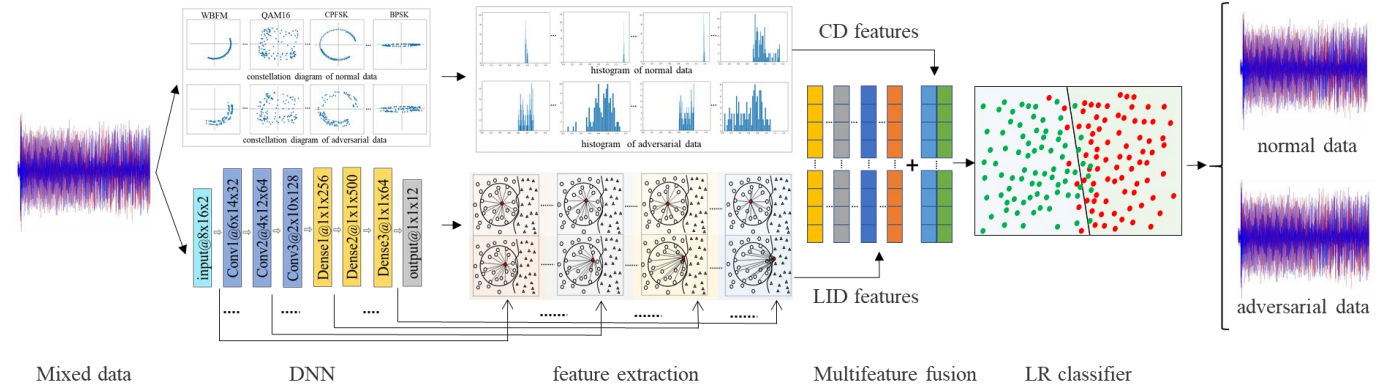 WBFM QAM16 CPFSK BPSK
constellation diagram of normal data
constellation diagram of adversarial data
histogram of normal data
histogram of adversarial data
input@8x16x2
Conv1@6x14x32
Conv2@4x12x64
Conv3@2x10x128
Dense1@1x1x256
Dense2@1x1x500
Dense3@1x1x64
output@1x1x12
CD features
+
LID features
normal data
adversarial data
Mixed data DNN feature extraction Multifeature fusion LR classifier